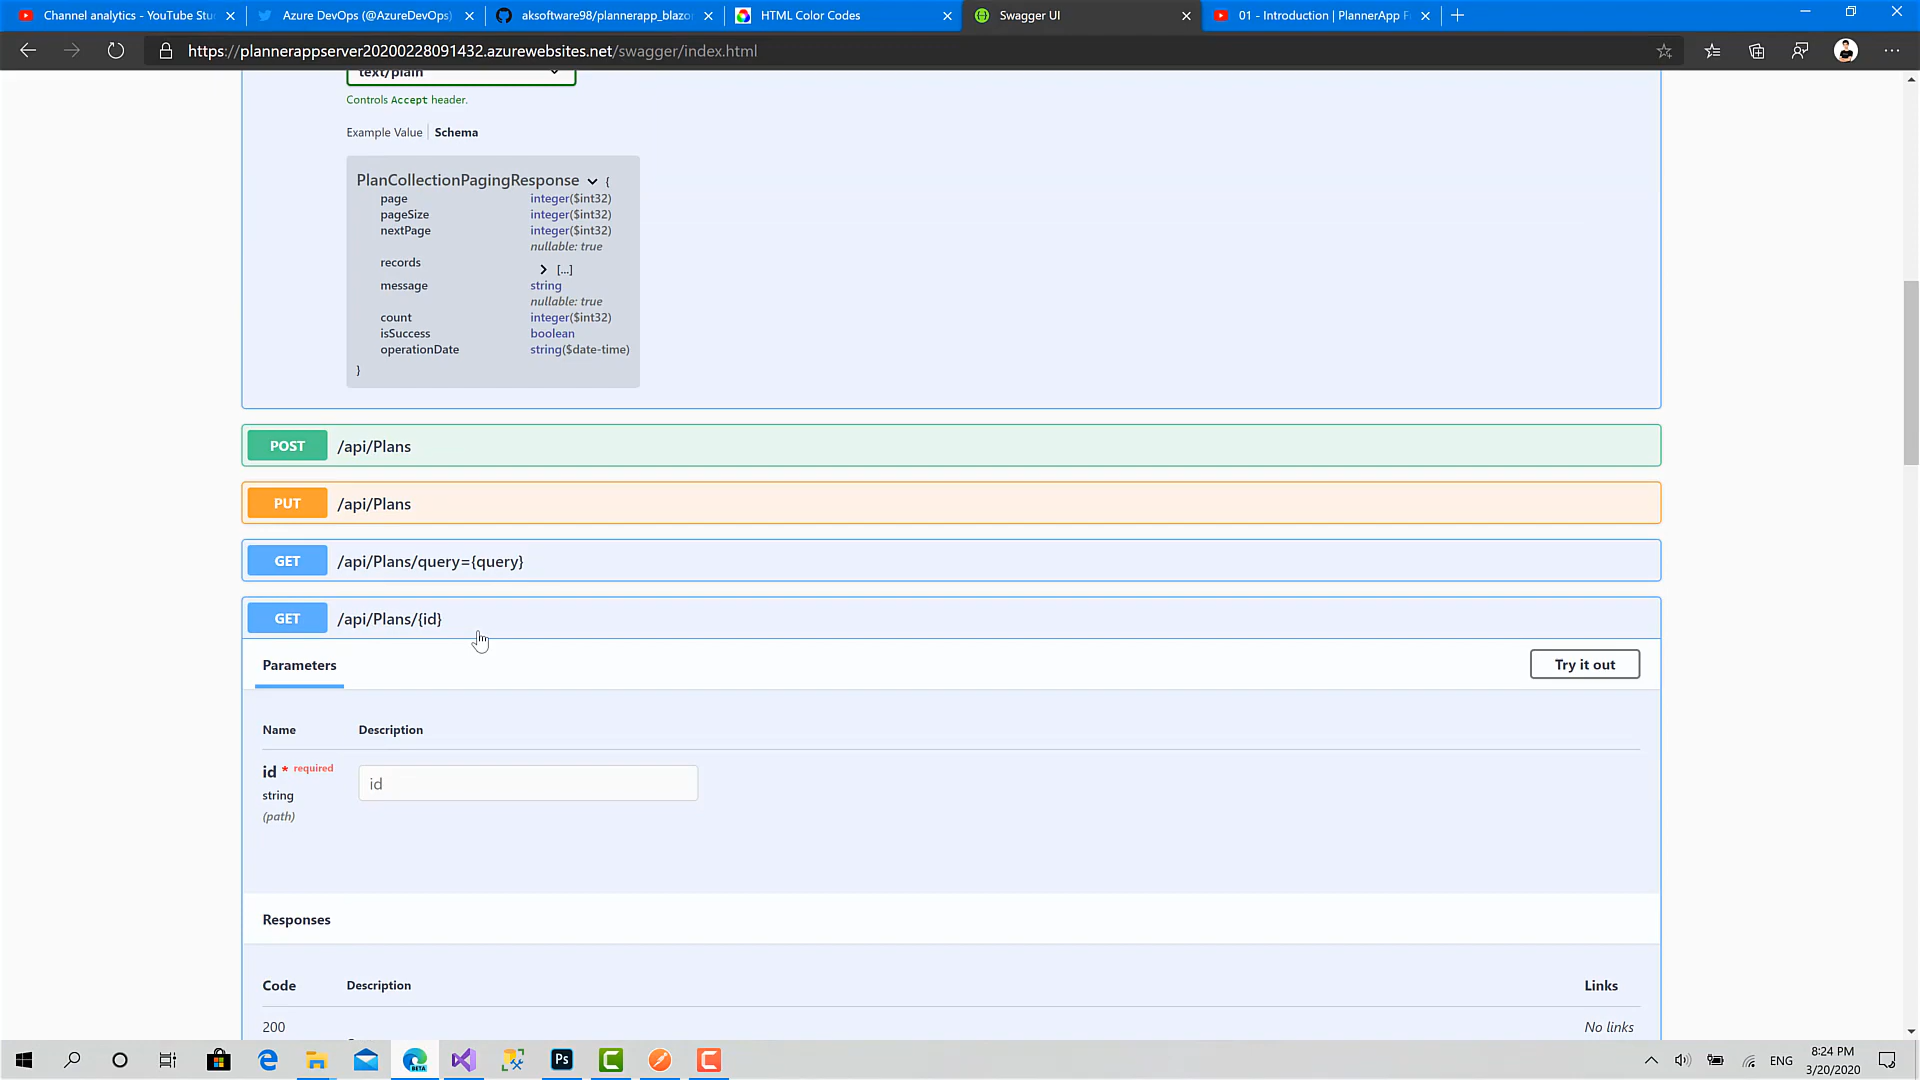 Channel analytics - YouTube Stu
Azure DevOps (@AzureDevOps)
aksoftware98/plannerapp_blazor
HTML Color Codes
Swagger UI
01 - Introduction | PlannerApp F
https://plannerappserver20200228091432.azurewebsites.net/swagger/index.html
text/plain
Controls Accept header.
Example Value
Schema
PlanCollectionPagingResponse {
page integer($int32)
pageSize integer($int32)
nextPage integer($int32)
nullable: true
records [...]
message string
nullable: true
count integer($int32)
isSuccess boolean
operationDate string($date-time)
}
POST /api/Plans
PUT /api/Plans
GET /api/Plans/query={query}
GET /api/Plans/{id}
Parameters
Try it out
Name Description
id * required
id
string
(path)
Responses
Code Description Links
200 No links
BETA
Ps
ENG
8:24 PM
3/20/2020